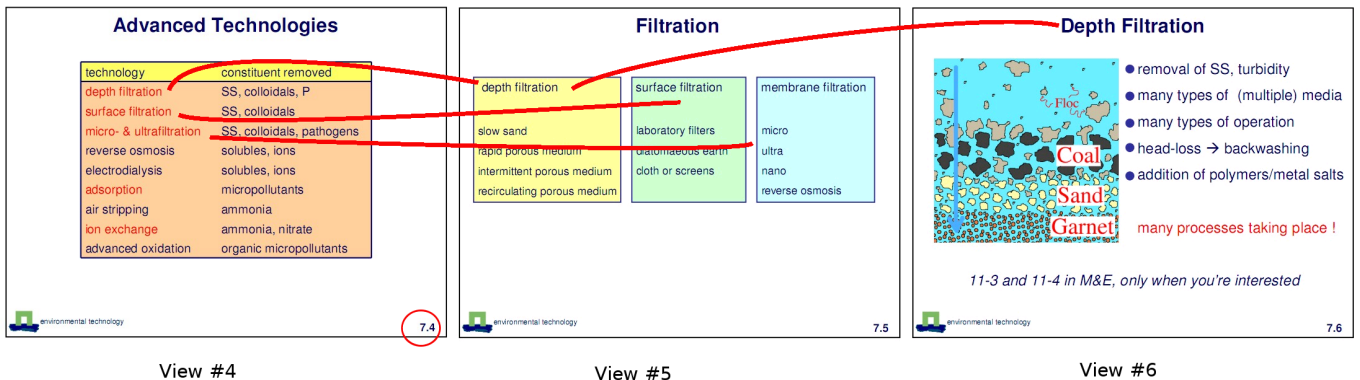 Advanced Technologies
technology constituent removed
depth filtration SS, colloidals, P
surface filtration SS, colloidals
micro- & ultrafiltration SS, colloidals, pathogens
reverse osmosis solubles, ions
electrodialysis solubles, ions
adsorption micropollutants
air stripping ammonia
ion exchange ammonia, nitrate
advanced oxidation organic micropollutants
environmental technology
7.4
View #4
Filtration
depth filtration surface filtration membrane filtration
slow sand laboratory filters micro
rapid porous medium diatomaeous earth ultra
intermittent porous medium cloth or screens nano
recirculating porous medium reverse osmosis
environmental technology
7.5
View #5
Depth Filtration
Floc
Coal
Sand
Garnet
removal of SS, turbidity
many types of (multiple) media
many types of operation
head-loss → backwashing
addition of polymers/metal salts
many processes taking place !
11-3 and 11-4 in M&E, only when you're interested
environmental technology
7.6
View #6